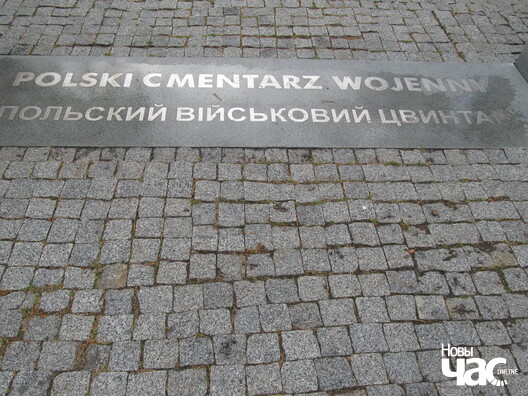 POLSKI CMENTARZ WOJENNY
ПОЛЬСКИЙ ВІЙСЬКОВИЙ ЦВИНТАР
Новы
Час
ONLINE